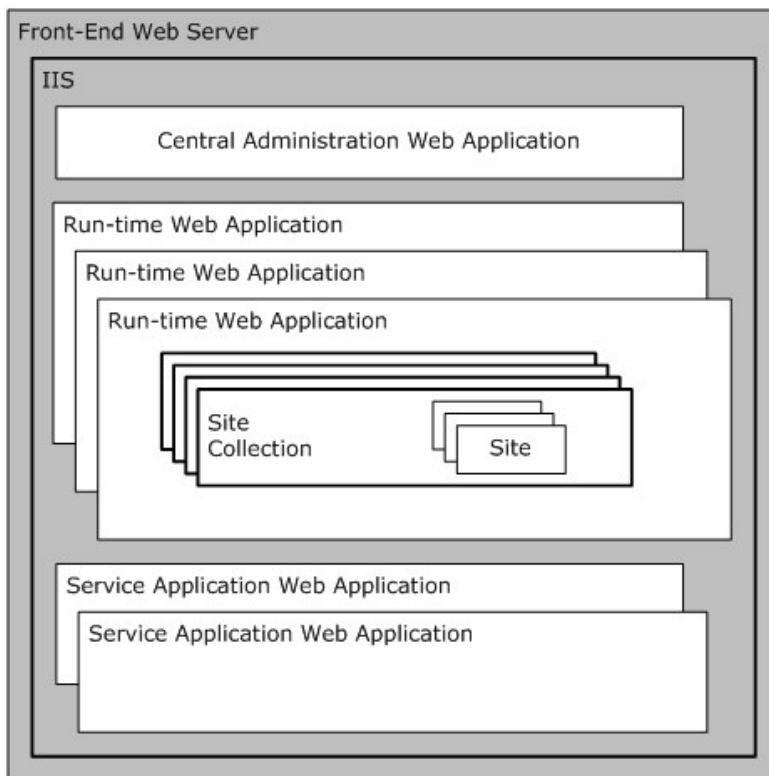 Front-End Web Server
IIS
Central Administration Web Application
Run-time Web Application
Run-time Web Application
Run-time Web Application
Site
Collection
Site
Service Application Web Application
Service Application Web Application